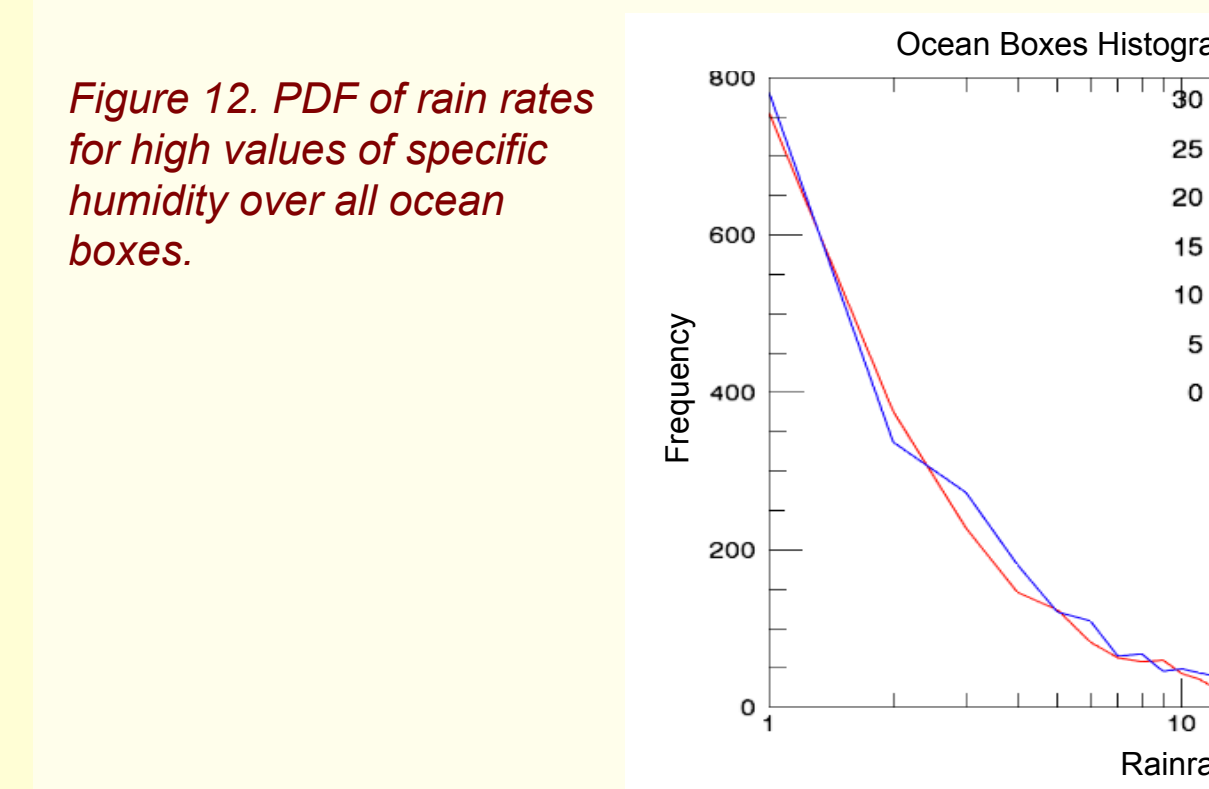 Figure 12. PDF of rain rates
for high values of specific
humidity over all ocean
boxes.
Ocean Boxes Histogra
800
600
400
200
0
Frequency
30
25
20
15
10
5
0
1
10
Rainra